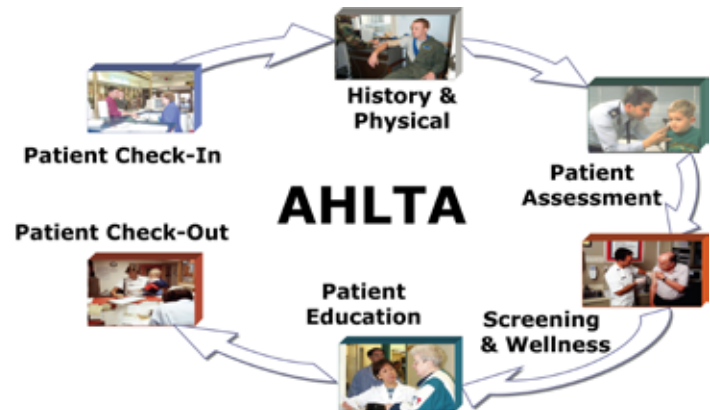 History &
Physical
Patient Check-In
Patient
Assessment
AHLTA
Patient Check-Out
Patient
Education
Screening
& Wellness